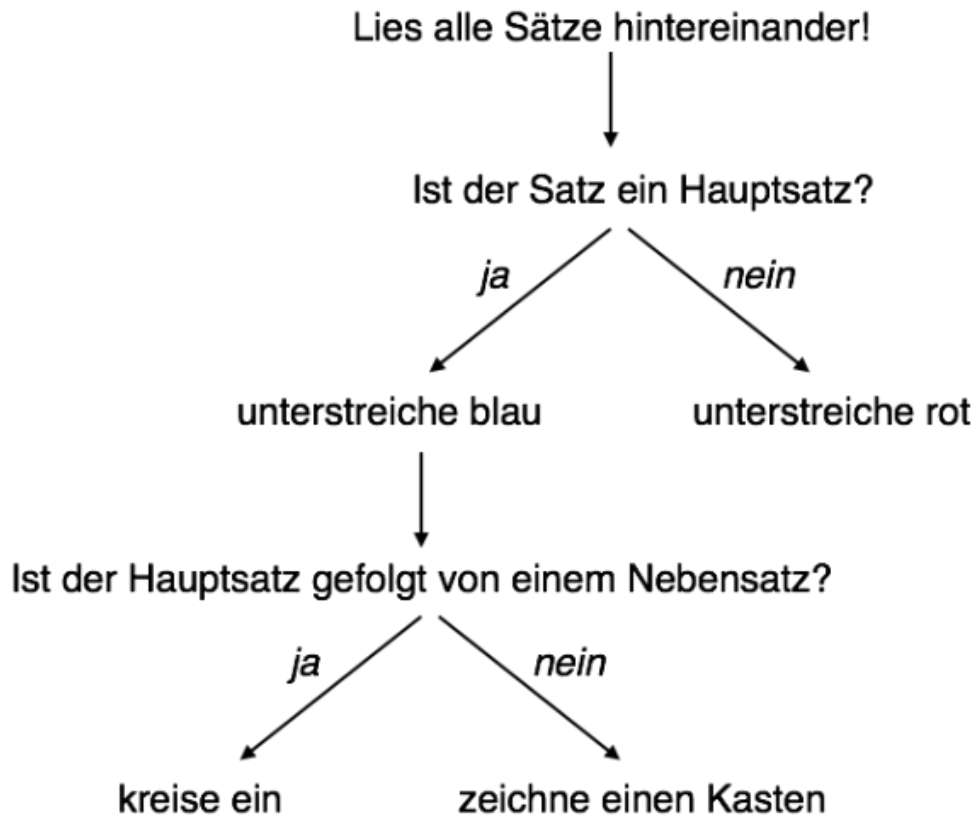 Lies alle Sätze hintereinander!
Ist der Satz ein Hauptsatz?
ja
nein
unterstreiche blau
unterstreiche rot
Ist der Hauptsatz gefolgt von einem Nebensatz?
ja
nein
kreise ein
zeichne einen Kasten